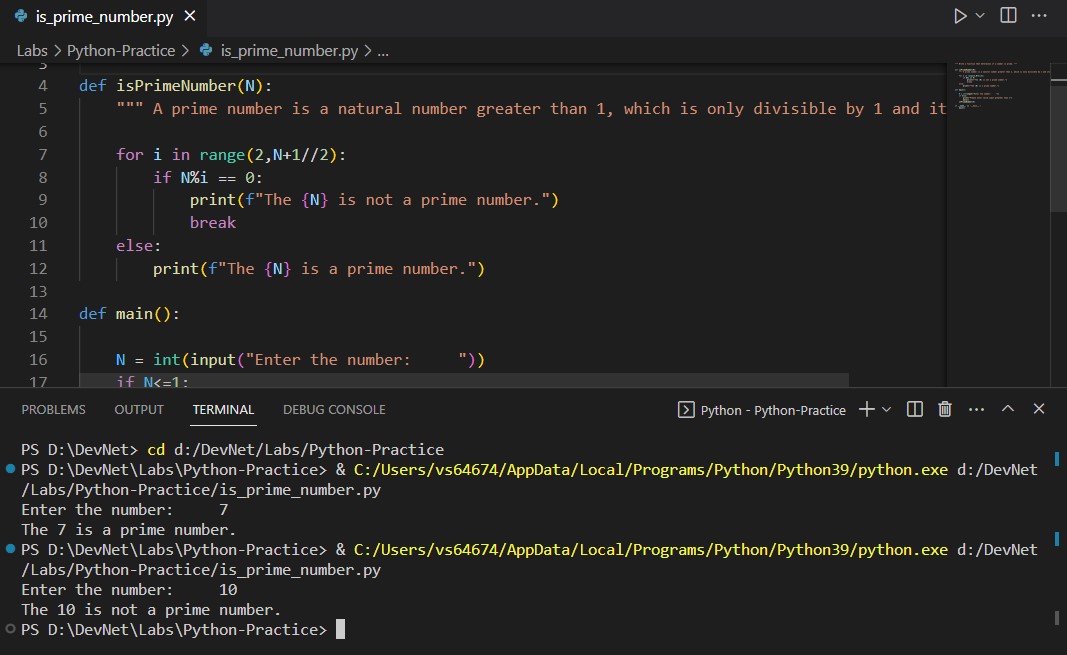 is_prime_number.py
Labs > Python-Practice > is_prime_number.py > ...
3
4 def isPrimeNumber(N):
5 """ A prime number is a natural number greater than 1, which is only divisible by 1 and it
6
7 for i in range(2,N+1//2):
8 if N%i == 0:
9 print(f"The {N} is not a prime number.")
10 break
11 else:
12 print(f"The {N} is a prime number.")
13
14 def main():
15
16 N = int(input("Enter the number:     "))
17 if N<=1:
PROBLEMS OUTPUT TERMINAL DEBUG CONSOLE Python - Python-Practice
PS D:\DevNet> cd d:/DevNet/Labs/Python-Practice
PS D:\DevNet\Labs\Python-Practice> & C:/Users/vs64674/AppData/Local/Programs/Python/Python39/python.exe d:/DevNet
/Labs/Python-Practice/is_prime_number.py
Enter the number:     7
The 7 is a prime number.
PS D:\DevNet\Labs\Python-Practice> & C:/Users/vs64674/AppData/Local/Programs/Python/Python39/python.exe d:/DevNet
/Labs/Python-Practice/is_prime_number.py
Enter the number:     10
The 10 is not a prime number.
PS D:\DevNet\Labs\Python-Practice>